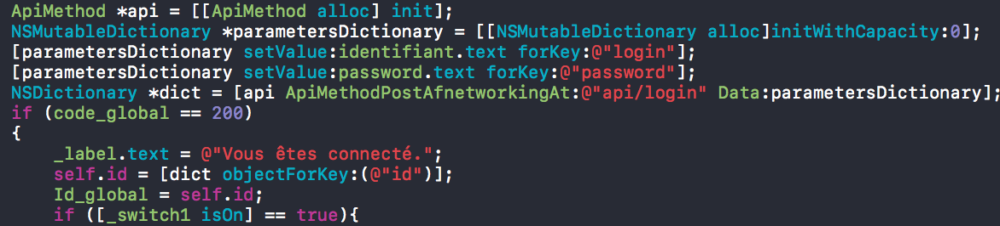 ApiMethod *api = [[ApiMethod alloc] init];
NSMutableDictionary *parametersDictionary = [[NSMutableDictionary alloc]initWithCapacity:0];
[parametersDictionary setValue:identifiant.text forKey:@"login"];
[parametersDictionary setValue:password.text forKey:@"password"];
NSDictionary *dict = [api ApiMethodPostAfnetworkingAt:@"api/login" Data:parametersDictionary];
if (code_global == 200)
{
    _label.text = @"Vous êtes connecté.";
    self.id = [dict objectForKey:(@"id")];
    Id_global = self.id;
    if ([_switch1 isOn] == true){